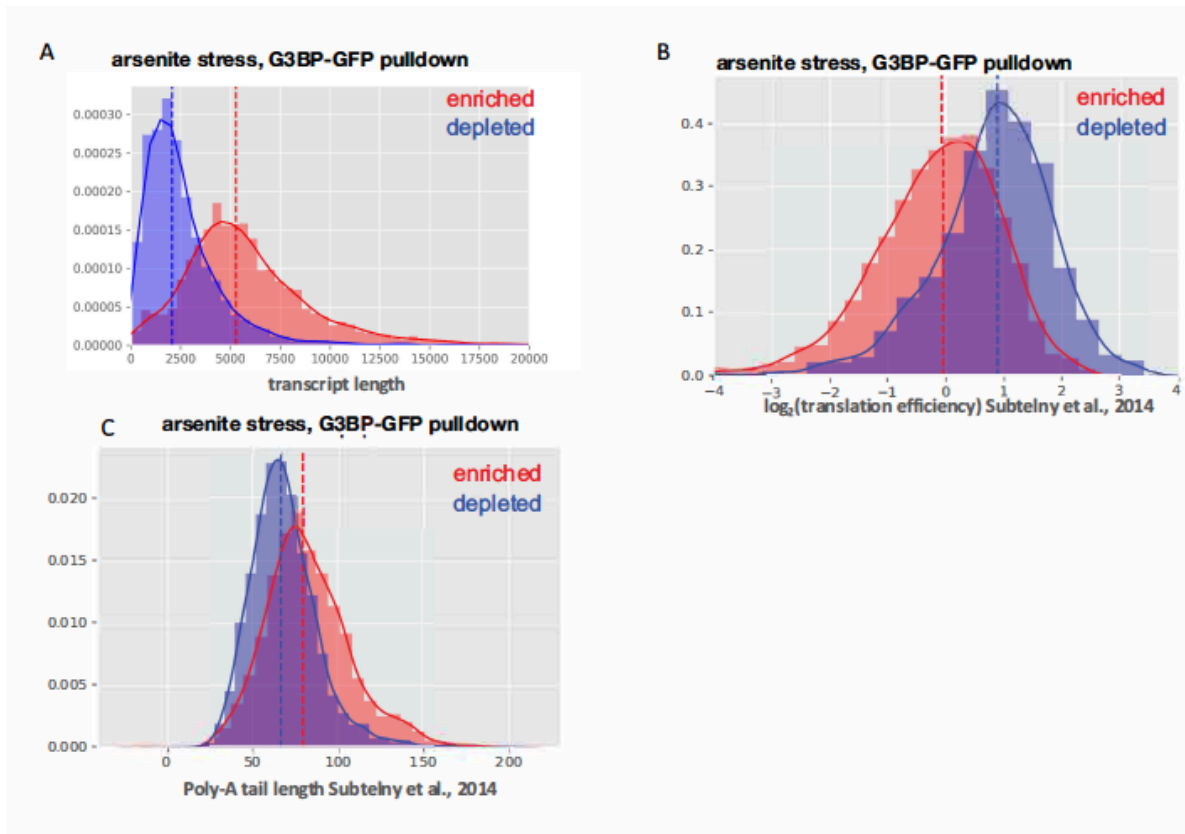 A
arsenite stress, G3BP-GFP pulldown
enriched
depleted
0.00030
0.00025
0.00020
0.00015
0.00010
0.00005
0.00000
0 2500 5000 7500 10000 12500 15000 17500 20000
transcript length
B
arsenite stress, G3BP-GFP pulldown
enriched
depleted
0.4
0.3
0.2
0.1
0.0
−4 −3 −2 −1 0 1 2 3 4
log₂(translation efficiency) Subtelny et al., 2014
C
arsenite stress, G3BP-GFP pulldown
enriched
depleted
0.020
0.015
0.010
0.005
0.000
0 50 100 150 200
Poly-A tail length Subtelny et al., 2014